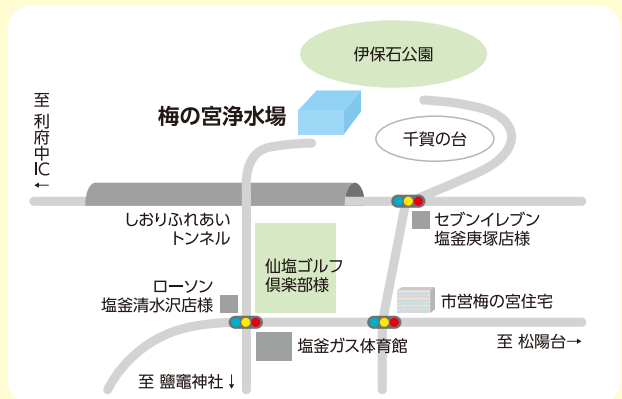 伊保石公園
梅の宮浄水場
千賀の台
至 利府中IC←
しおりふれあい
トンネル
セブンイレブン
塩釜庚塚店様
仙塩ゴルフ
倶楽部様
ローソン
塩釜清水沢店様
市営梅の宮住宅
塩釜ガス体育館
至 松陽台→
至 鹽竈神社↓